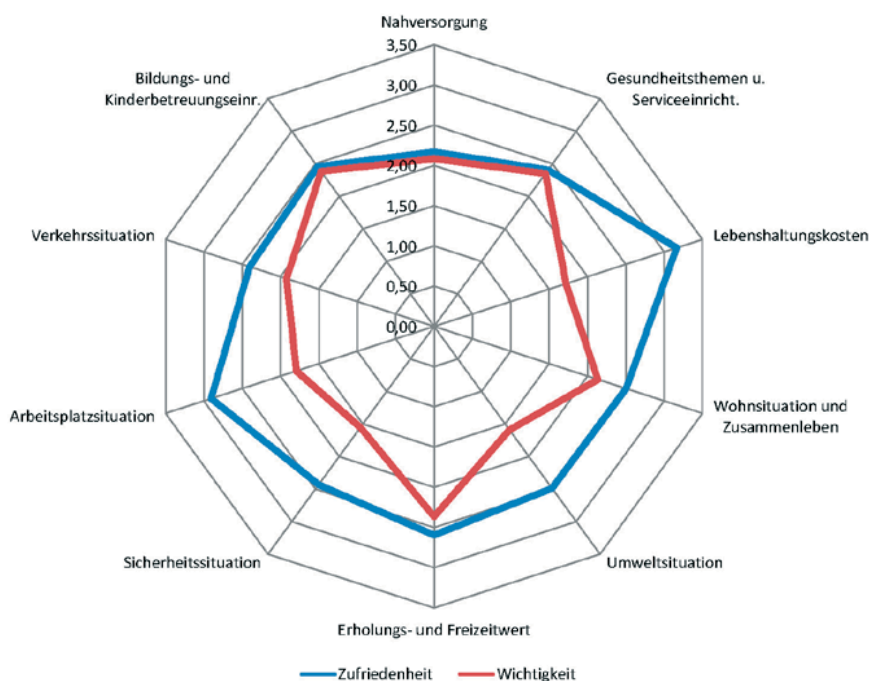 Nahversorgung
3,50
3,00
2,50
2,00
1,50
1,00
0,50
0,00
Gesundheitsthemen u.
Serviceeinricht.
Lebenshaltungskosten
Wohnsituation und
Zusammenleben
Umweltsituation
Erholungs- und Freizeitwert
Sicherheitssituation
Arbeitsplatzsituation
Verkehrssituation
Bildungs- und
Kinderbetreuungseinr.
Zufriedenheit
Wichtigkeit